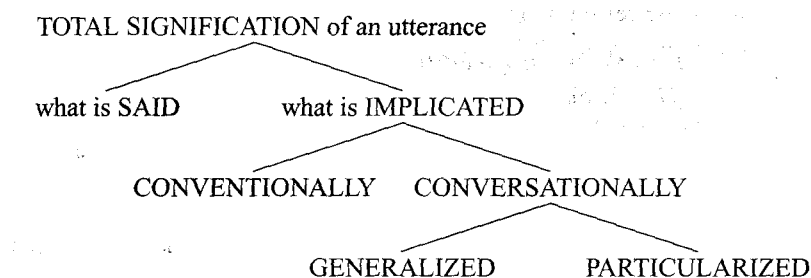 TOTAL SIGNIFICATION of an utterance
what is SAID what is IMPLICATED
CONVENTIONALLY CONVERSATIONALLY
GENERALIZED PARTICULARIZED